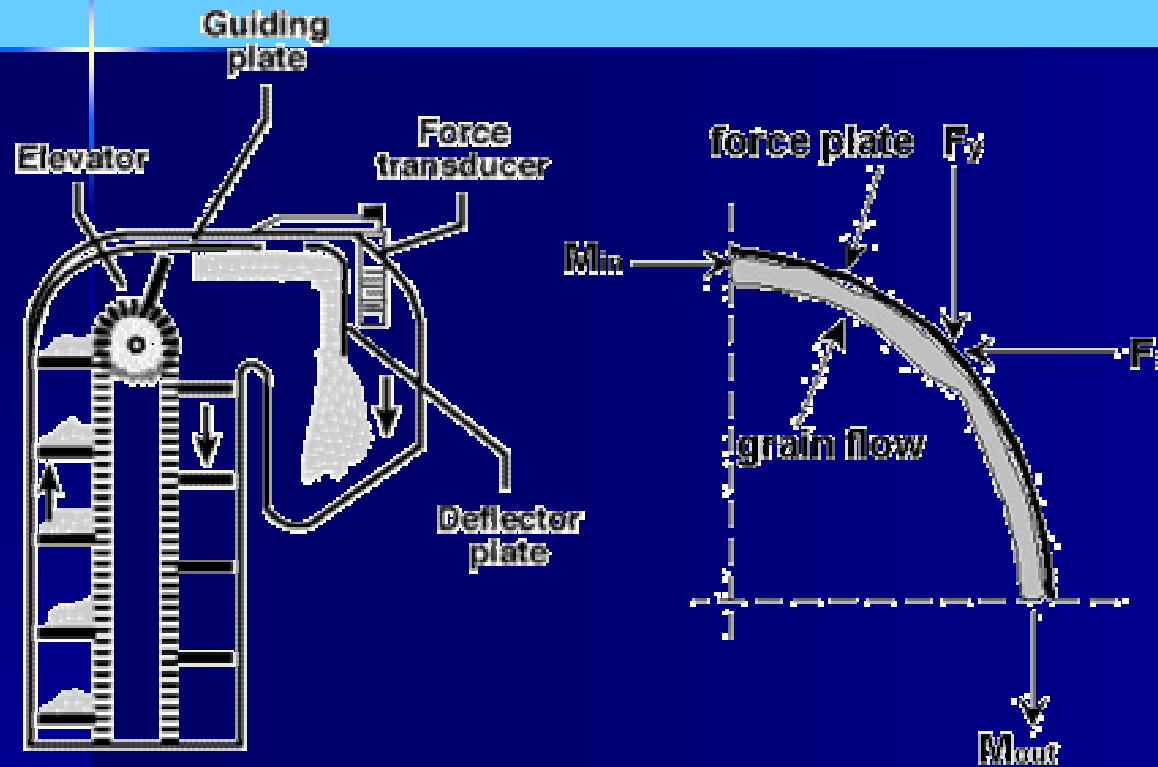 Guiding
plate
Elevator
Force
transducer
Deflector
plate
force plate
Fy
Min
grain flow
Mout